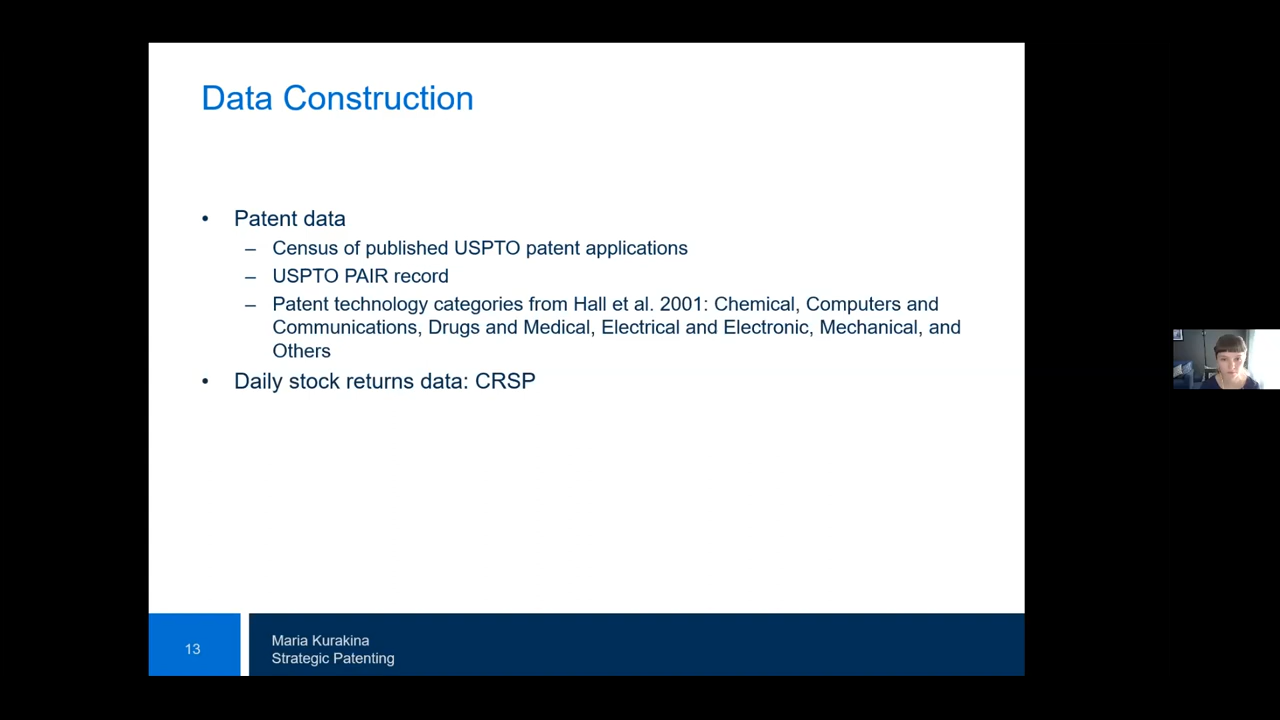 Data Construction
• Patent data
– Census of published USPTO patent applications
– USPTO PAIR record
– Patent technology categories from Hall et al. 2001: Chemical, Computers and
Communications, Drugs and Medical, Electrical and Electronic, Mechanical, and
Others
• Daily stock returns data: CRSP
13
Maria Kurakina
Strategic Patenting